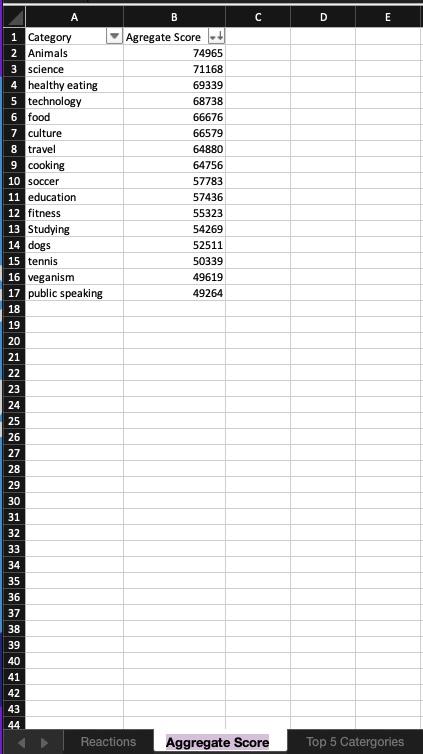 A B C D E
1 Category Agregate Score
2 Animals 74965
3 science 71168
4 healthy eating 69339
5 technology 68738
6 food 66676
7 culture 66579
8 travel 64880
9 cooking 64756
10 soccer 57783
11 education 57436
12 fitness 55323
13 Studying 54269
14 dogs 52511
15 tennis 50339
16 veganism 49619
17 public speaking 49264
18
19
20
21
22
23
24
25
26
27
28
29
30
31
32
33
34
35
36
37
38
39
40
41
42
43
44
Reactions Aggregate Score Top 5 Catergories